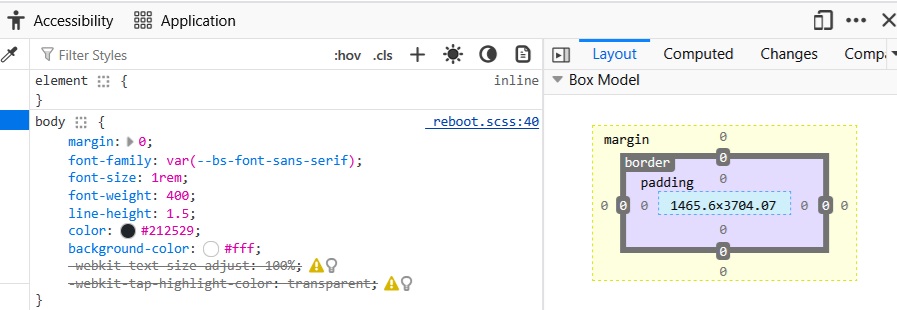 Accessibility Application
Filter Styles :hov .cls
Layout Computed Changes Compa
element { inline
}
Box Model
body { _reboot.scss:40
margin: 0;
font-family: var(--bs-font-sans-serif);
font-size: 1rem;
font-weight: 400;
line-height: 1.5;
color: #212529;
background-color: #fff;
-webkit-text-size-adjust: 100%;
-webkit-tap-highlight-color: transparent;
}
margin 0
border 0
padding 0
0 0 0 1465.6×3704.07 0 0 0
0
0
0